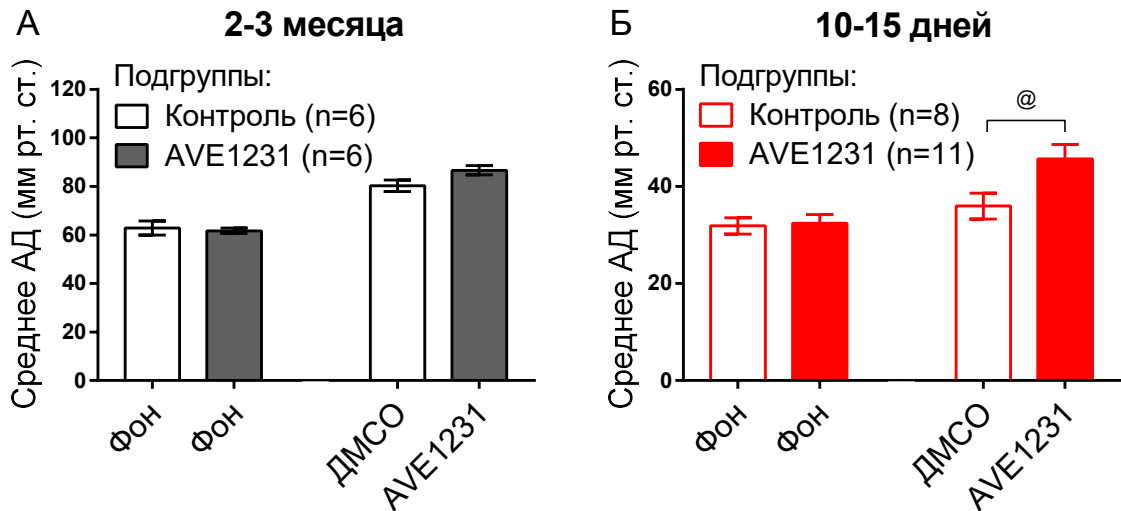 А
2-3 месяца
Среднее АД (мм рт. ст.)
Подгруппы:
Контроль (n=6)
AVE1231 (n=6)
120
100
80
60
40
20
0
Фон
Фон
ДМСО
AVE1231
Б
10-15 дней
Среднее АД (мм рт. ст.)
Подгруппы:
Контроль (n=8)
AVE1231 (n=11)
@
60
40
20
0
Фон
Фон
ДМСО
AVE1231